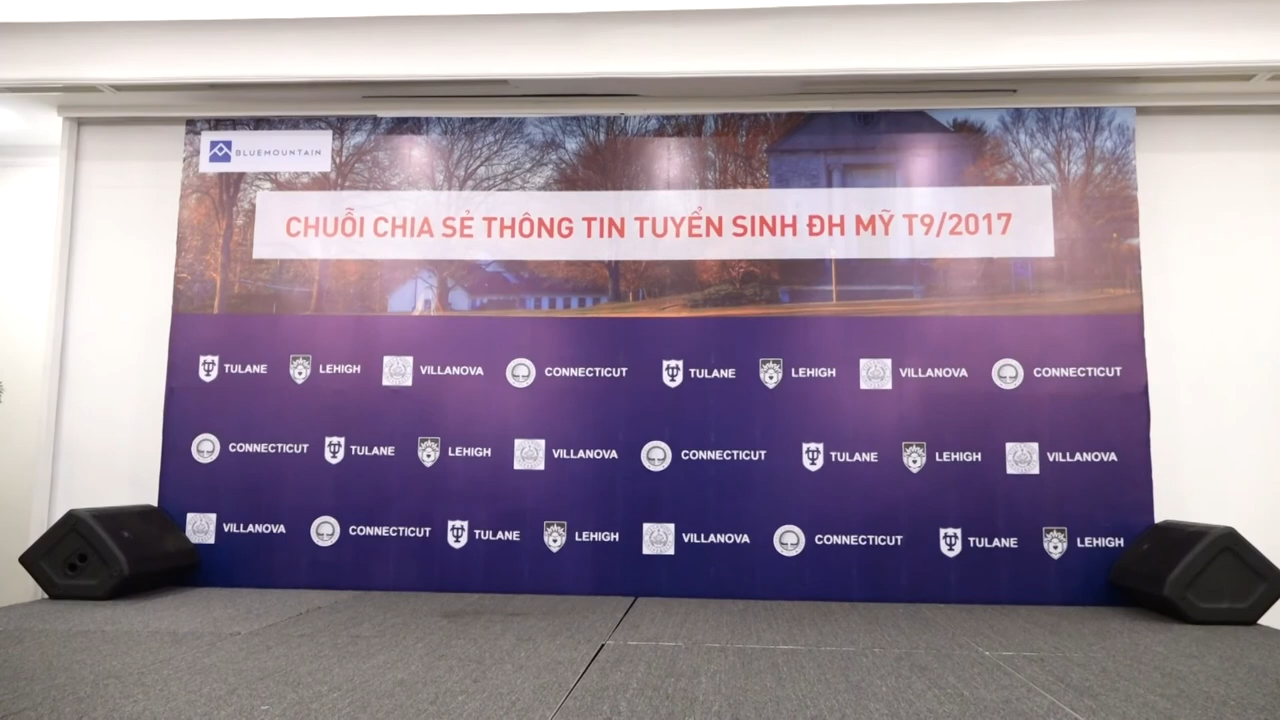 BLUEMOUNTAIN
CHUỖI CHIA SẺ THÔNG TIN TUYỂN SINH ĐH MỸ T9/2017
TULANE LEHIGH VILLANOVA CONNECTICUT TULANE LEHIGH VILLANOVA CONNECTICUT
CONNECTICUT TULANE LEHIGH VILLANOVA CONNECTICUT TULANE LEHIGH VILLANOVA
VILLANOVA CONNECTICUT TULANE LEHIGH VILLANOVA CONNECTICUT TULANE LEHIGH